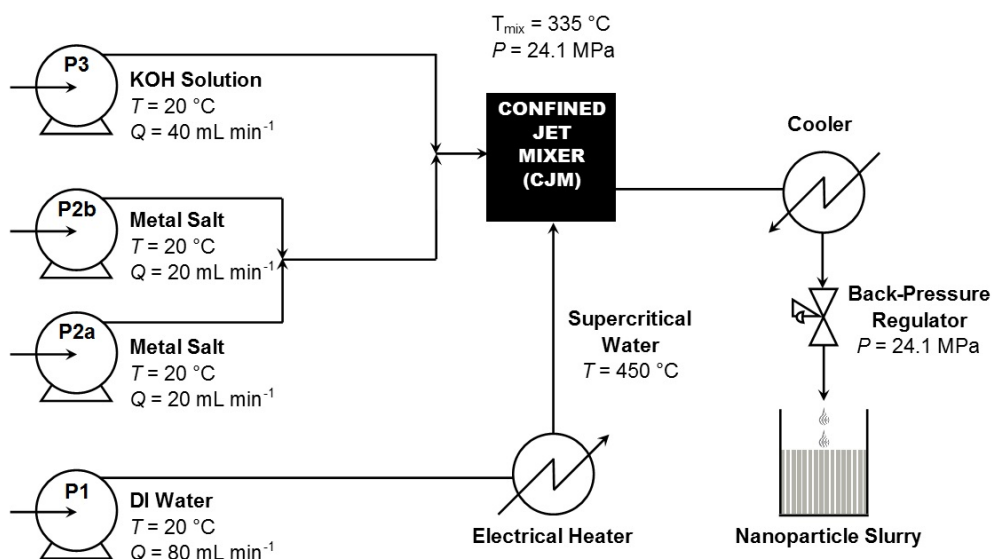 T_mix = 335 °C
P = 24.1 MPa
P3
KOH Solution
T = 20 °C
Q = 40 mL min⁻¹
CONFINED
JET
MIXER
(CJM)
Cooler
P2b
Metal Salt
T = 20 °C
Q = 20 mL min⁻¹
P2a
Metal Salt
T = 20 °C
Q = 20 mL min⁻¹
Supercritical
Water
T = 450 °C
Back-Pressure
Regulator
P = 24.1 MPa
P1
DI Water
T = 20 °C
Q = 80 mL min⁻¹
Electrical Heater
Nanoparticle Slurry